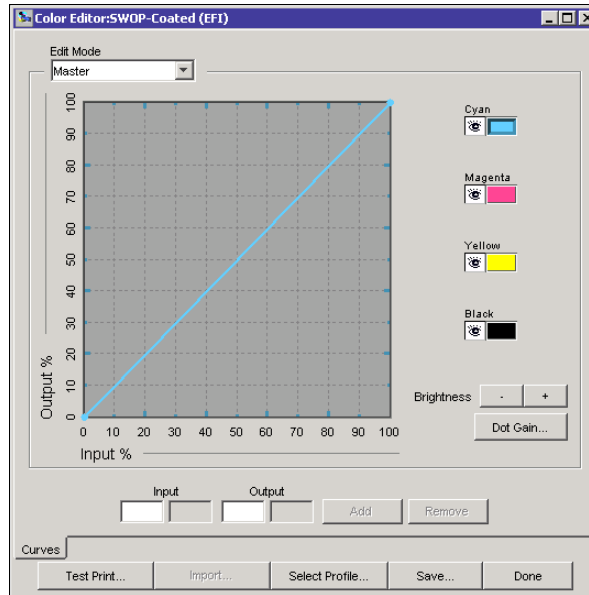 Color Editor:SWOP-Coated (EFI)
Edit Mode
Master
100
90
80
70
60
50
40
30
20
10
0
Output %
0 10 20 30 40 50 60 70 80 90 100
Input %
Cyan
Magenta
Yellow
Black
Brightness - +
Dot Gain...
Input Output
Add Remove
Curves
Test Print... Import... Select Profile... Save... Done